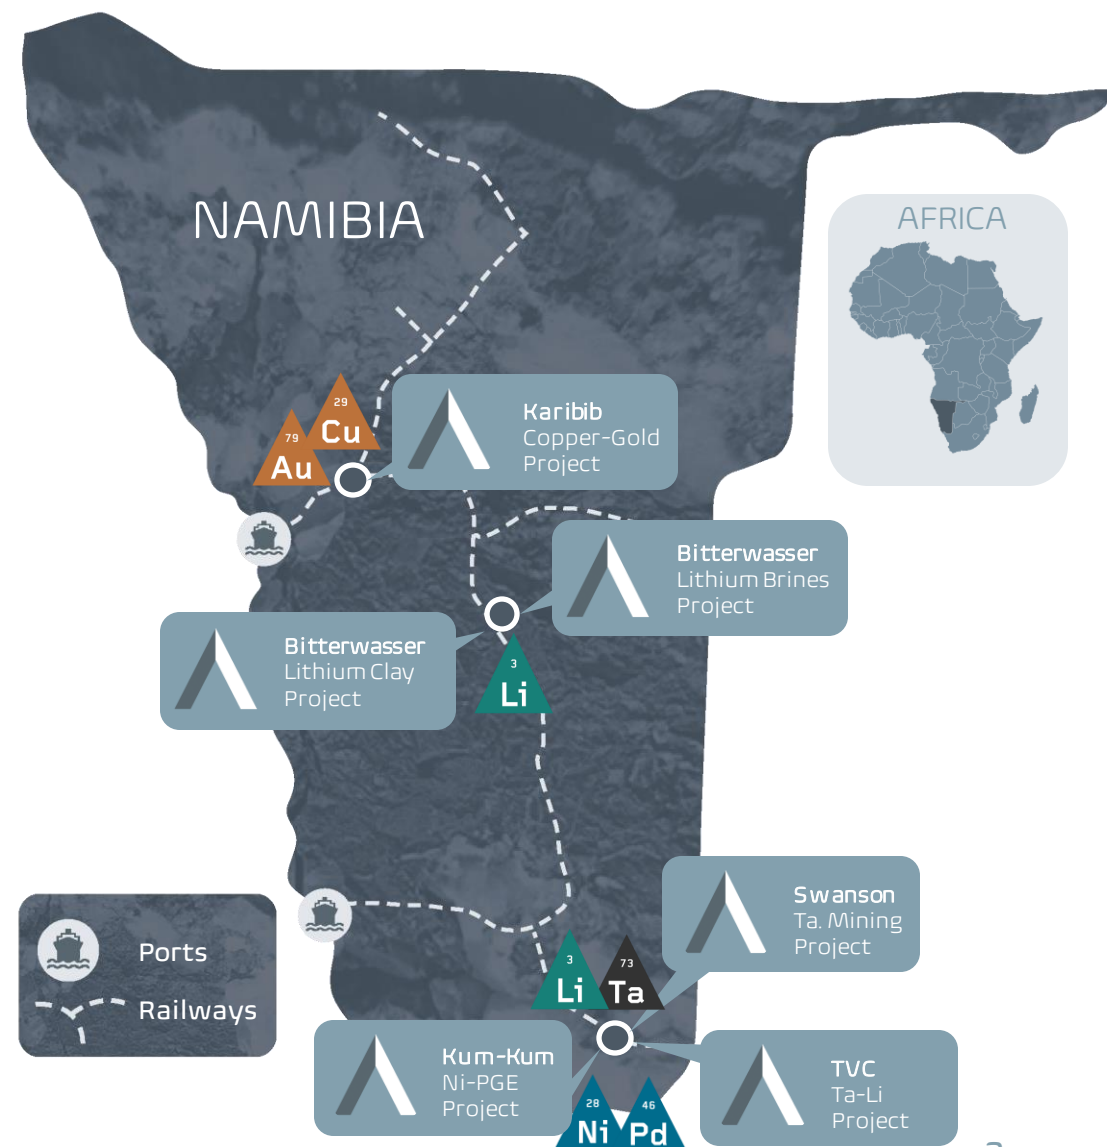 NAMIBIA
AFRICA
29
Cu
79
Au
Karibib
Copper-Gold
Project
Bitterwasser
Lithium Brines
Project
Bitterwasser
Lithium Clay
Project
3
Li
Swanson
Ta. Mining
Project
3
Li
73
Ta
Ports
Railways
Kum-Kum
Ni-PGE
Project
TVC
Ta-Li
Project
28
Ni
46
Pd